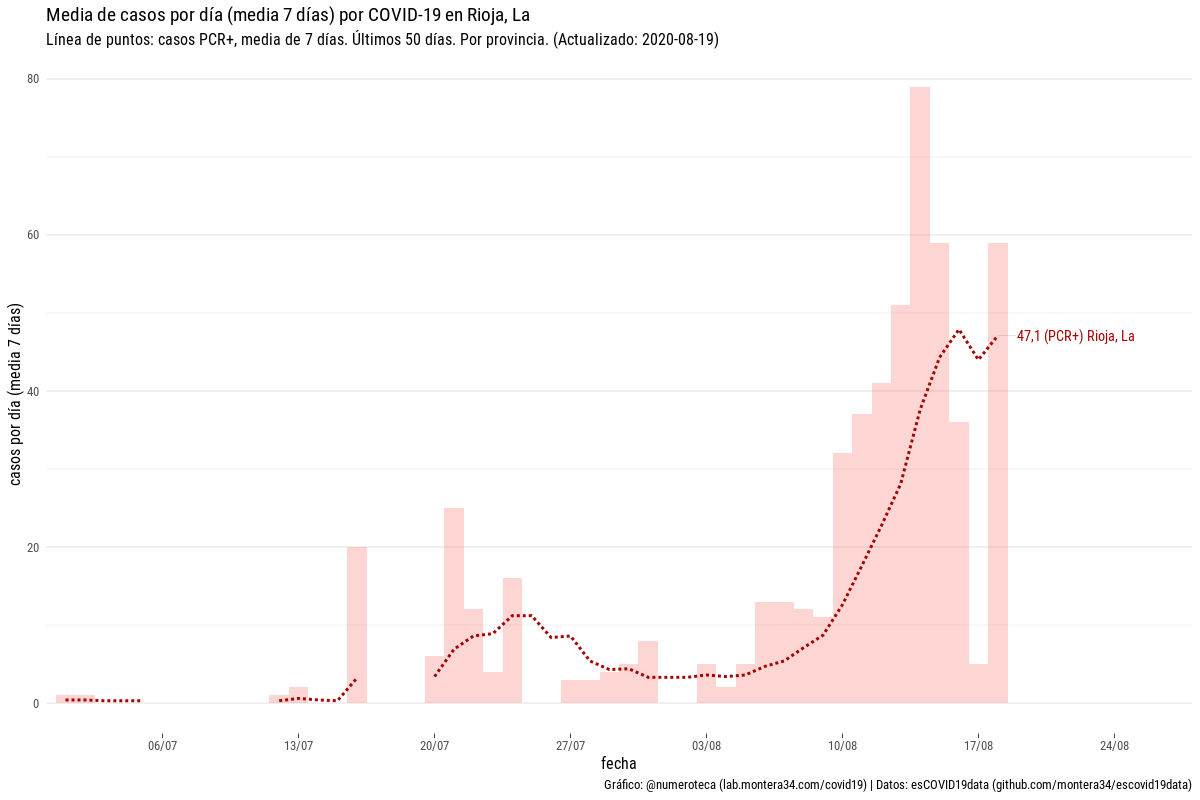 Media de casos por día (media 7 días) por COVID-19 en Rioja, La
Línea de puntos: casos PCR+, media de 7 días. Últimos 50 días. Por provincia. (Actualizado: 2020-08-19)
80
60
40
20
0
casos por día (media 7 días)
47,1 (PCR+) Rioja, La
06/07
13/07
20/07
27/07
03/08
10/08
17/08
24/08
fecha
Gráfico: @numeroteca (lab.montera34.com/covid19) | Datos: esCOVID19data (github.com/montera34/escovid19data)